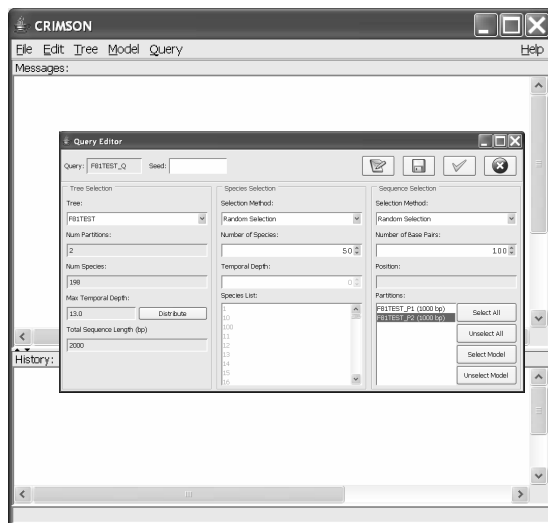 CRIMSON
File Edit Tree Model Query Help
Messages:
Query Editor
Query: F81TEST_Q Seed:
Tree Selection
Tree:
F81TEST
Num Partitions:
2
Num Species:
198
Max Temporal Depth:
13.0 Distribute
Total Sequence Length (bp)
2000
Species Selection
Selection Method:
Random Selection
Number of Species:
50
Temporal Depth:
0
Species List:
1
10
100
11
12
13
14
15
16
Sequence Selection
Selection Method:
Random Selection
Number of Base Pairs:
100
Position:
Partitions:
F81TEST_P1 (1000 bp)
F81TEST_P2 (1000 bp)
Select All
Unselect All
Select Model
Unselect Model
History: